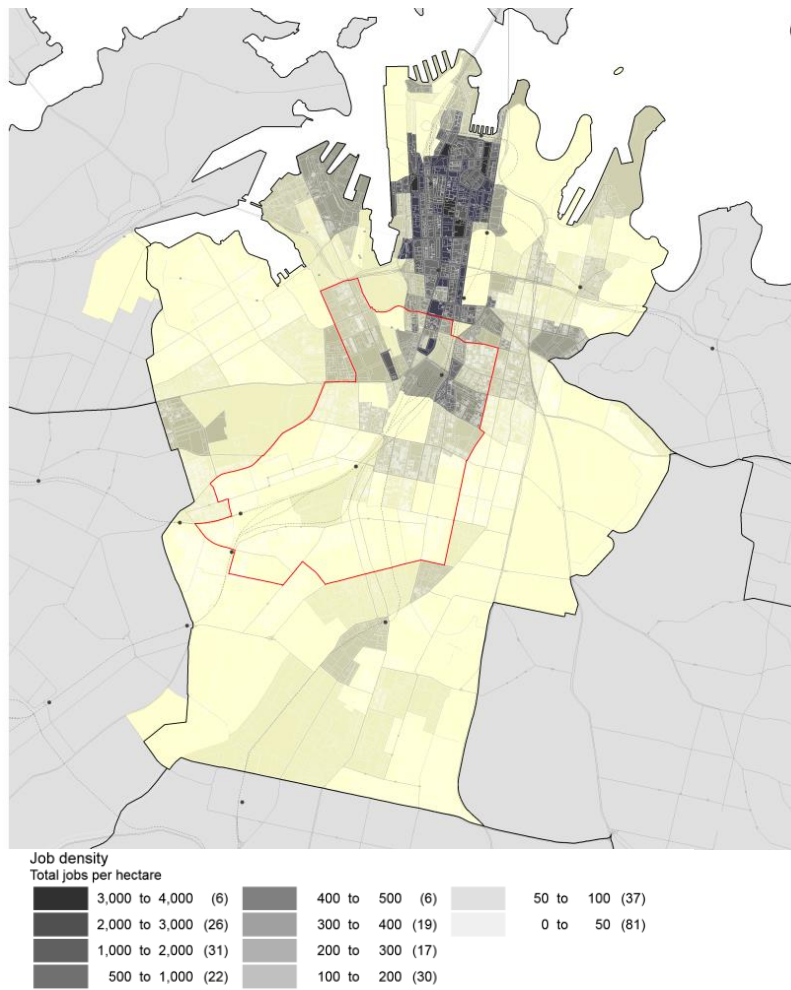 Job density
Total jobs per hectare
3,000 to 4,000 (6)
2,000 to 3,000 (26)
1,000 to 2,000 (31)
500 to 1,000 (22)
400 to 500 (6)
300 to 400 (19)
200 to 300 (17)
100 to 200 (30)
50 to 100 (37)
0 to 50 (81)